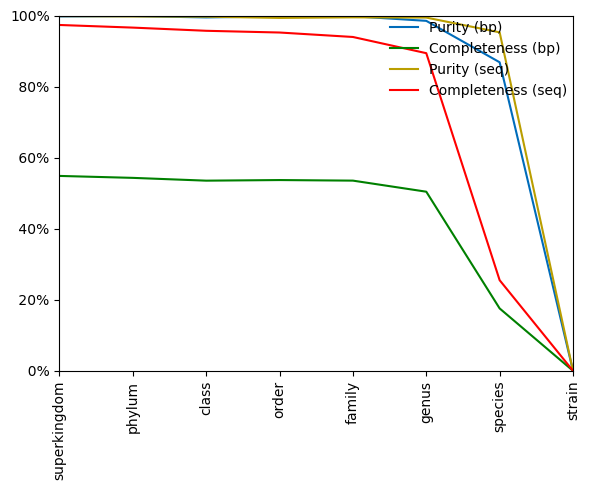 100%
80%
60%
40%
20%
0%
Purity (bp)
Completeness (bp)
Purity (seq)
Completeness (seq)
superkingdom
phylum
class
order
family
genus
species
strain